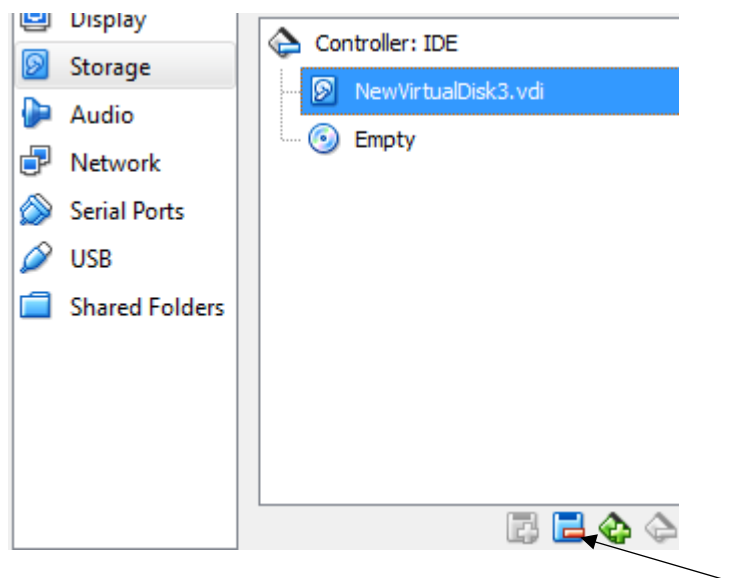 Display
Storage
Audio
Network
Serial Ports
USB
Shared Folders
Controller: IDE
NewVirtualDisk3.vdi
Empty